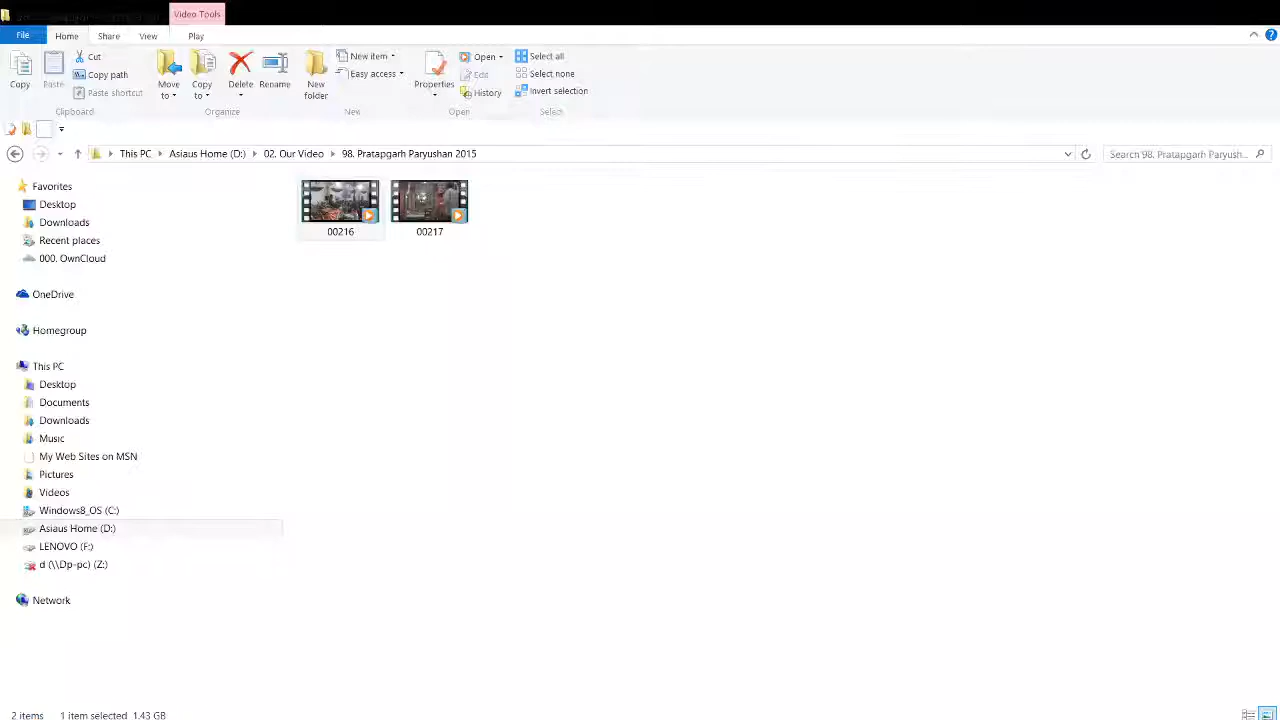 Video Tools
File Home Share View Play
Copy Paste Cut Copy path Paste shortcut Move to Copy to Delete Rename New folder New item Easy access Properties Open Edit History Select all Select none Invert selection
Clipboard Organize New Open Select
This PC Asiaus Home (D:) 02. Our Video 98. Pratapgarh Paryushan 2015 Search '98. Pratapgarh Paryush...
Favorites
Desktop
Downloads
Recent places
000. OwnCloud
OneDrive
Homegroup
This PC
Desktop
Documents
Downloads
Music
My Web Sites on MSN
Pictures
Videos
Windows8_OS (C:)
Asiaus Home (D:)
LENOVO (F:)
d (\\Dp-pc) (Z:)
Network
00216 00217
2 items 1 item selected 1.43 GB